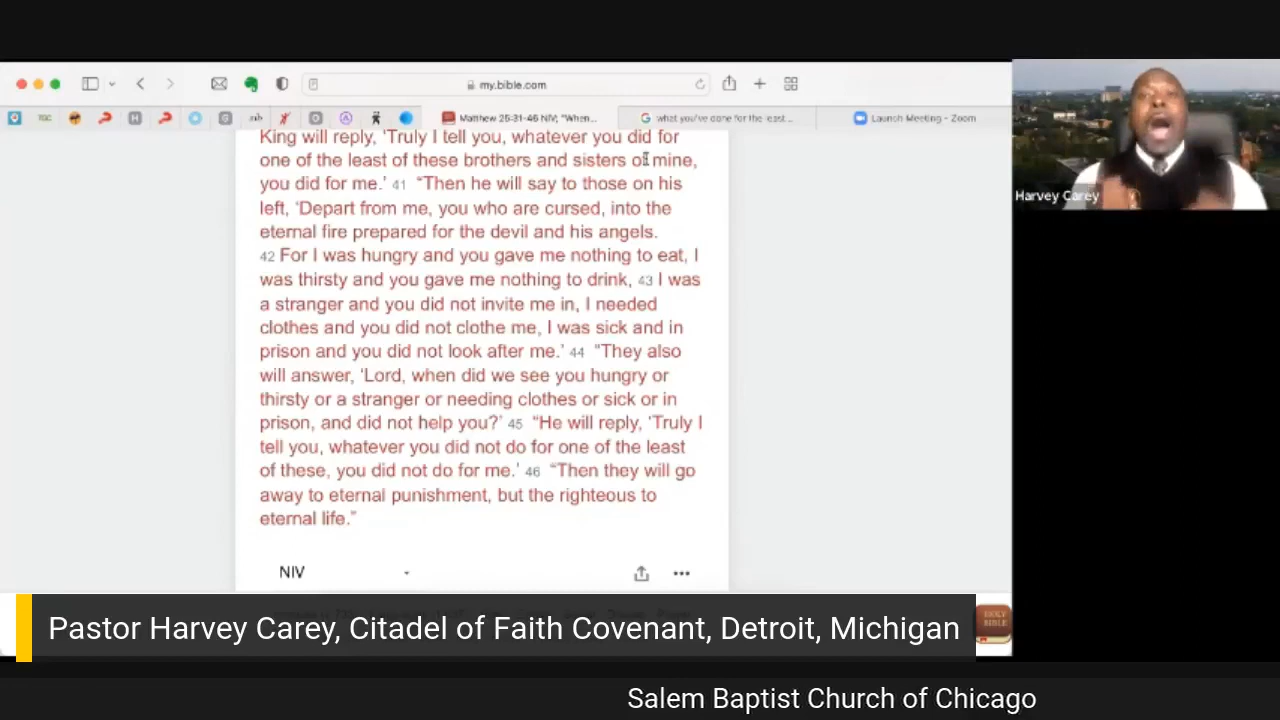 my.bible.com
Matthew 25:31-46 NIV; "When...
what you've done for the least...
Launch Meeting - Zoom
King will reply, 'Truly I tell you, whatever you did for
one of the least of these brothers and sisters of mine,
you did for me.' 41 "Then he will say to those on his
left, 'Depart from me, you who are cursed, into the
eternal fire prepared for the devil and his angels.
42 For I was hungry and you gave me nothing to eat, I
was thirsty and you gave me nothing to drink, 43 I was
a stranger and you did not invite me in, I needed
clothes and you did not clothe me, I was sick and in
prison and you did not look after me.' 44 "They also
will answer, 'Lord, when did we see you hungry or
thirsty or a stranger or needing clothes or sick or in
prison, and did not help you?' 45 "He will reply, 'Truly I
tell you, whatever you did not do for one of the least
of these, you did not do for me.' 46 "Then they will go
away to eternal punishment, but the righteous to
eternal life."
NIV
Harvey Carey
HOLY
BIBLE
Pastor Harvey Carey, Citadel of Faith Covenant, Detroit, Michigan
Salem Baptist Church of Chicago